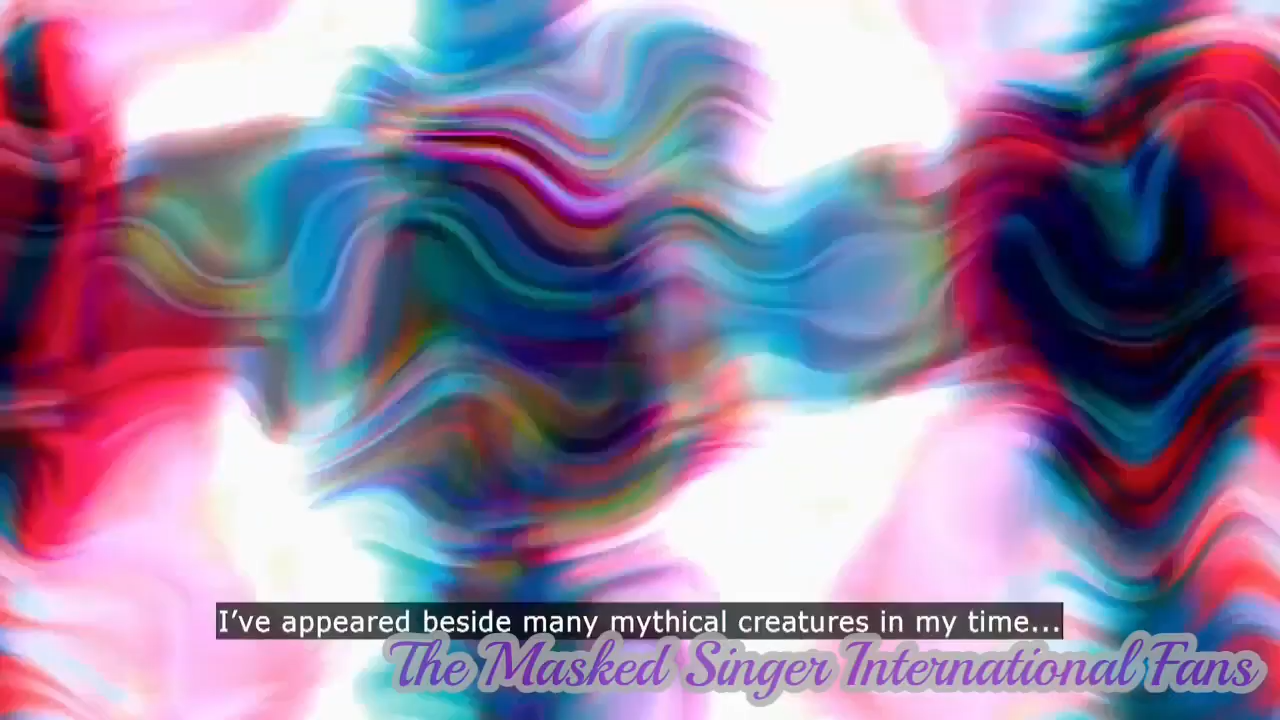 I’ve appeared beside many mythical creatures in my time...
The Masked Singer International Fans